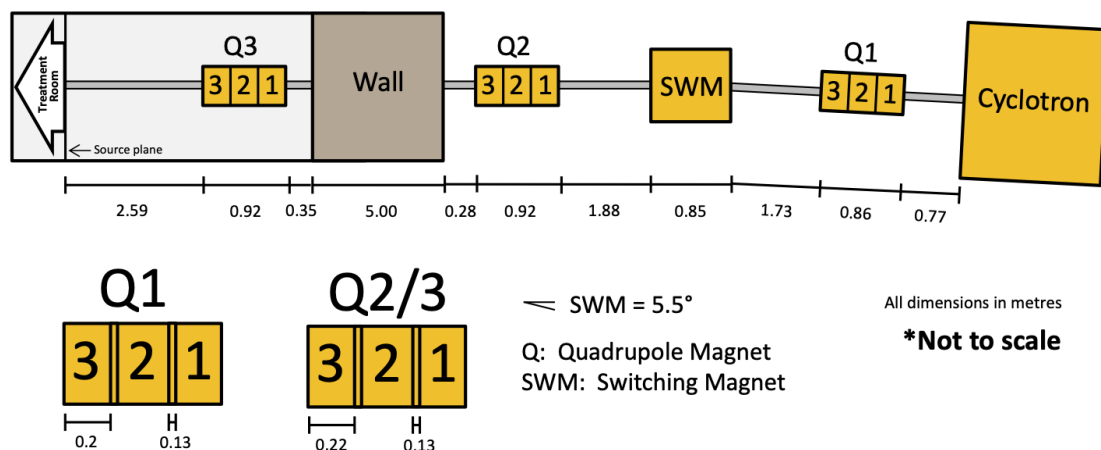 Q3
Q2
Q1
Treatment
Room
3 2 1
Wall
3 2 1
SWM
3 2 1
Cyclotron
Source plane
2.59
0.92
0.35
5.00
0.28
0.92
1.88
0.85
1.73
0.86
0.77
Q1
3 2 1
0.2
0.13
Q2/3
3 2 1
0.22
0.13
SWM = 5.5°
Q: Quadrupole Magnet
SWM: Switching Magnet
All dimensions in metres
*Not to scale